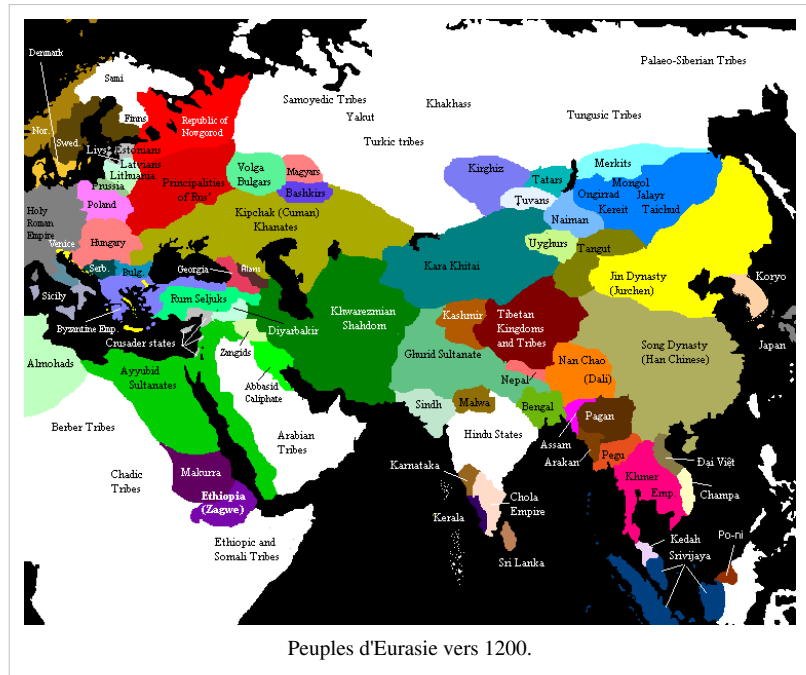 Denmark
Sami
Palaeo-Siberian Tribes
Samoyedic Tribes
Yakut
Khakhass
Tungusic Tribes
Turkic tribes
Finns
Republic of
Novgorod
Nor.
Swed.
Livs
Estonians
Latvians
Lithuania
Prussia
Principalities
of Rus'
Volga
Bulgars
Magyars
Bashkirs
Kirghiz
Tatars
Merkits
Mongol
Ongirrad
Jalayr
Kereit
Taichud
Tuvans
Naiman
Poland
Holy
Roman
Empire
Venice
Hungary
Kipchak (Cuman)
Khanates
Uyghurs
Tangut
Serb.
Bulg.
Georgia
Alans
Kara Khitai
Jin Dynasty
(Jurchen)
Koryo
Sicily
Rum Seljuks
Khwarezmian
Shahdom
Kashmir
Tibetan
Kingdoms
and Tribes
Byzantine Emp.
Diyarbakir
Crusader states
Zangids
Ghurid Sultanate
Song Dynasty
(Han Chinese)
Japan
Almohads
Ayyubid
Sultanates
Abbasid
Caliphate
Nepal
Nan Chao
(Dali)
Sindh
Malwa
Bengal
Pagan
Berber Tribes
Arabian
Tribes
Hindu States
Assam
Arakan
Pegu
Dại Việt
Chadic
Tribes
Makurra
Karnataka
Khmer
Emp.
Champa
Ethiopia
(Zagwe)
Kerala
Chola
Empire
Ethiopic and
Somali Tribes
Sri Lanka
Kedah
Srivijaya
Po-ni
Peuples d'Eurasie vers 1200.